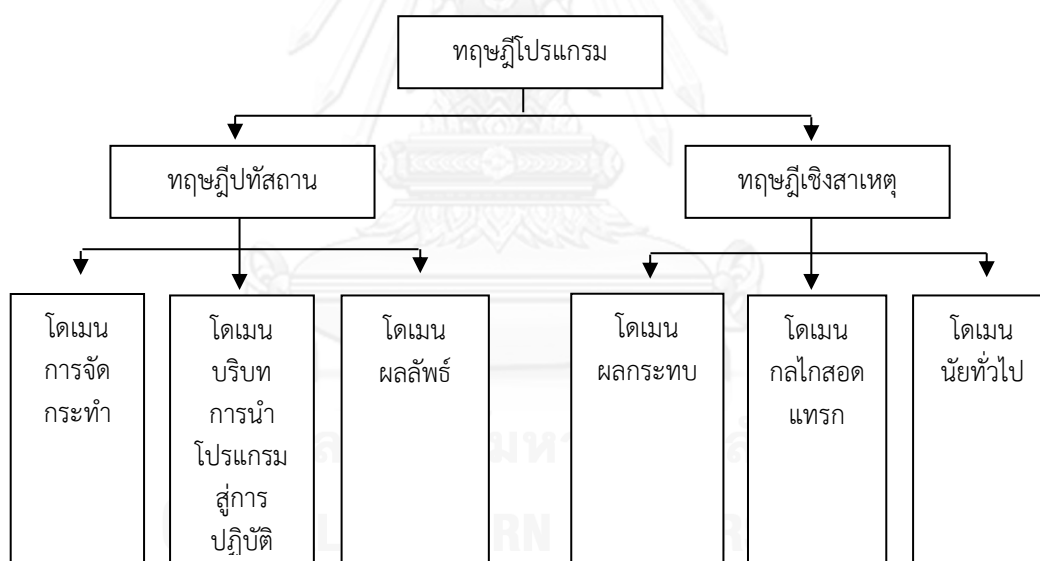 ทฤษฎีโปรแกรม
ทฤษฎีปทัสถาน
ทฤษฎีเชิงสาเหตุ
โดเมน
การจัด
กระทำ
โดเมน
บริบท
การนำ
โปรแกรม
สู่การ
ปฏิบัติ
โดเมน
ผลลัพธ์
โดเมน
ผลกระทบ
โดเมน
กลไกสอด
แทรก
โดเมน
นัยทั่วไป